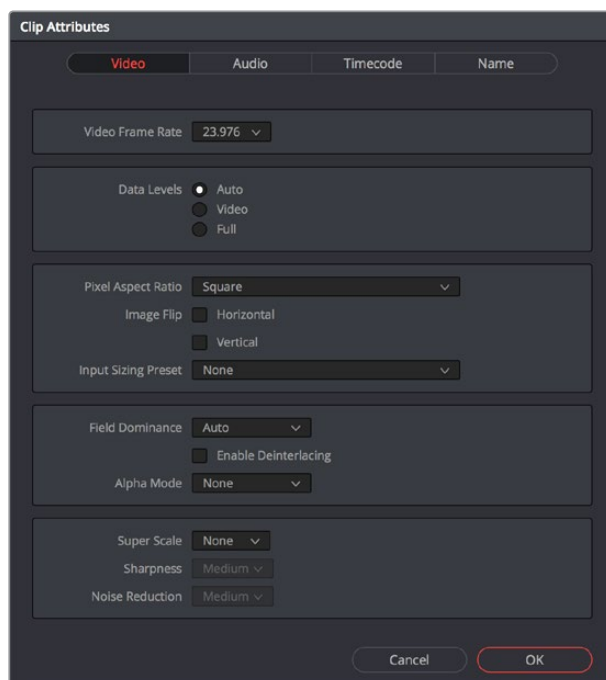 Clip Attributes
Video Audio Timecode Name
Video Frame Rate 23.976
Data Levels Auto
Video
Full
Pixel Aspect Ratio Square
Image Flip Horizontal
Vertical
Input Sizing Preset None
Field Dominance Auto
Enable Deinterlacing
Alpha Mode None
Super Scale None
Sharpness Medium
Noise Reduction Medium
Cancel OK